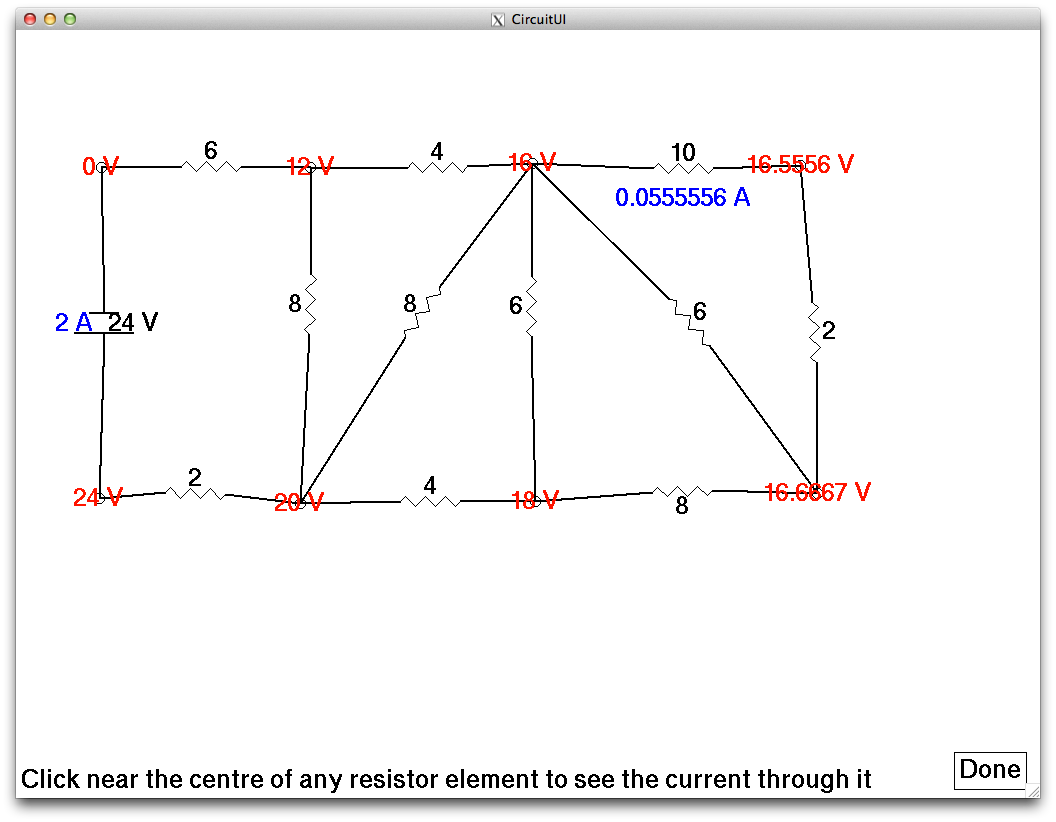 CircuitUI
6
4
10
0 V
12 V
16 V
16.5556 V
0.0555556 A
8
8
6
6
2 A
24 V
2
24 V
2
20 V
4
18 V
8
16.6667 V
Click near the centre of any resistor element to see the current through it
Done